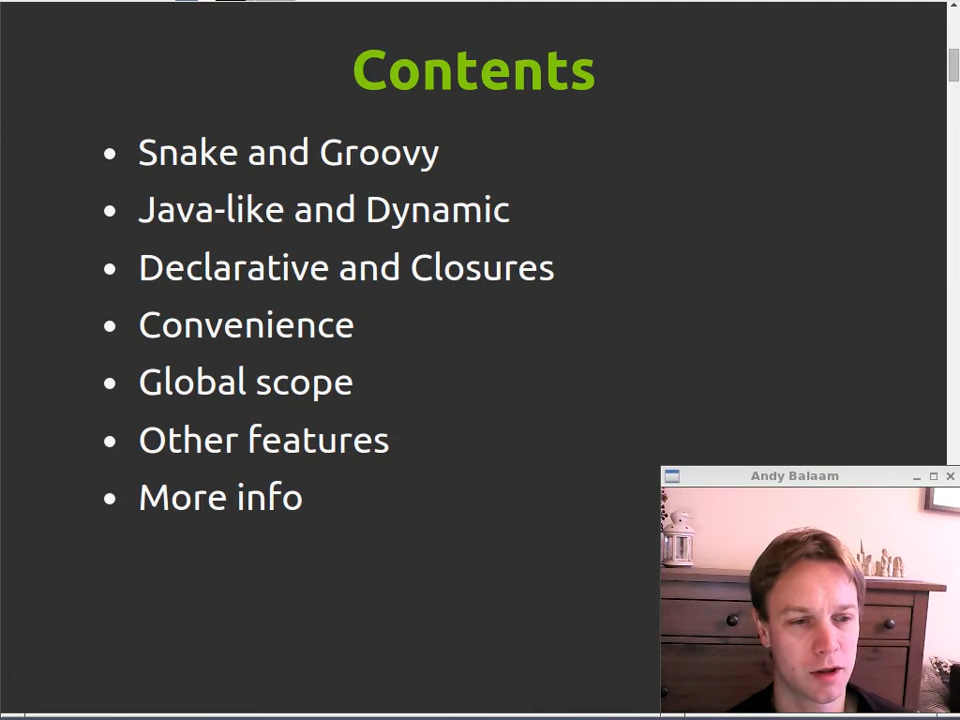 Contents
• Snake and Groovy
• Java-like and Dynamic
• Declarative and Closures
• Convenience
• Global scope
• Other features
• More info
Andy Balaam